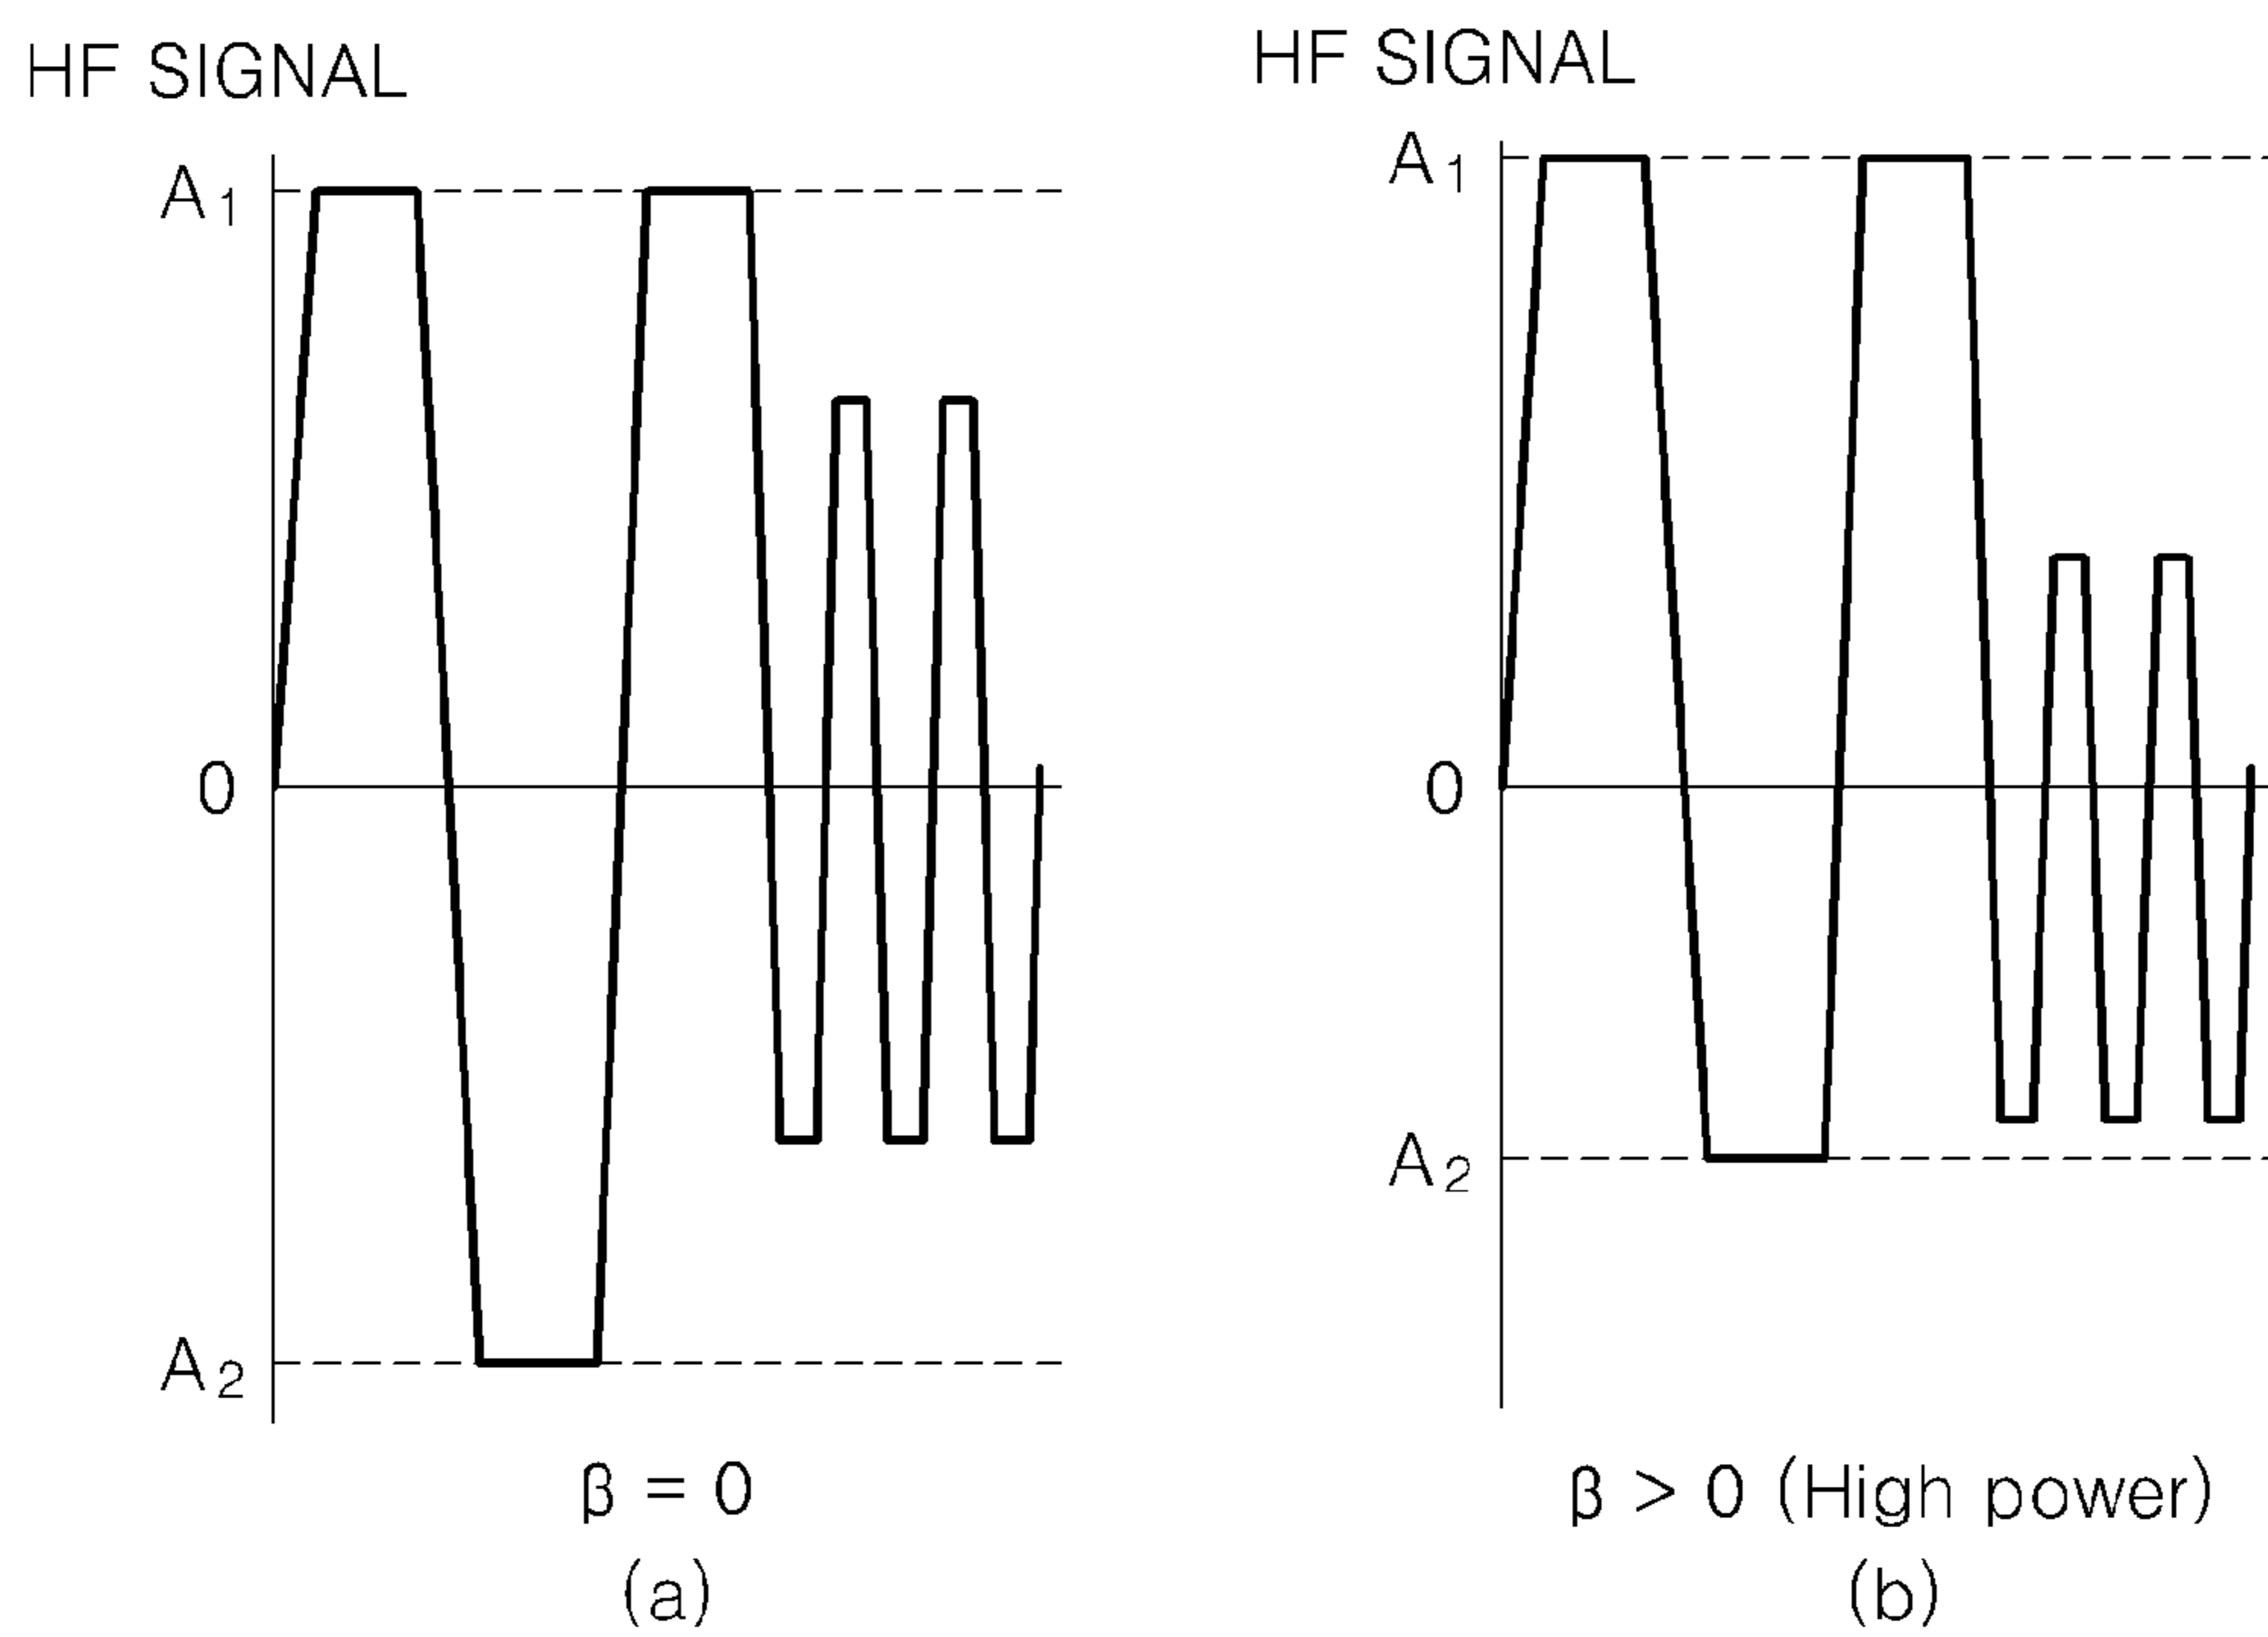 HF SIGNAL
A1
0
A2
β = 0
(a)
HF SIGNAL
A1
0
A2
β > 0 (High power)
(b)